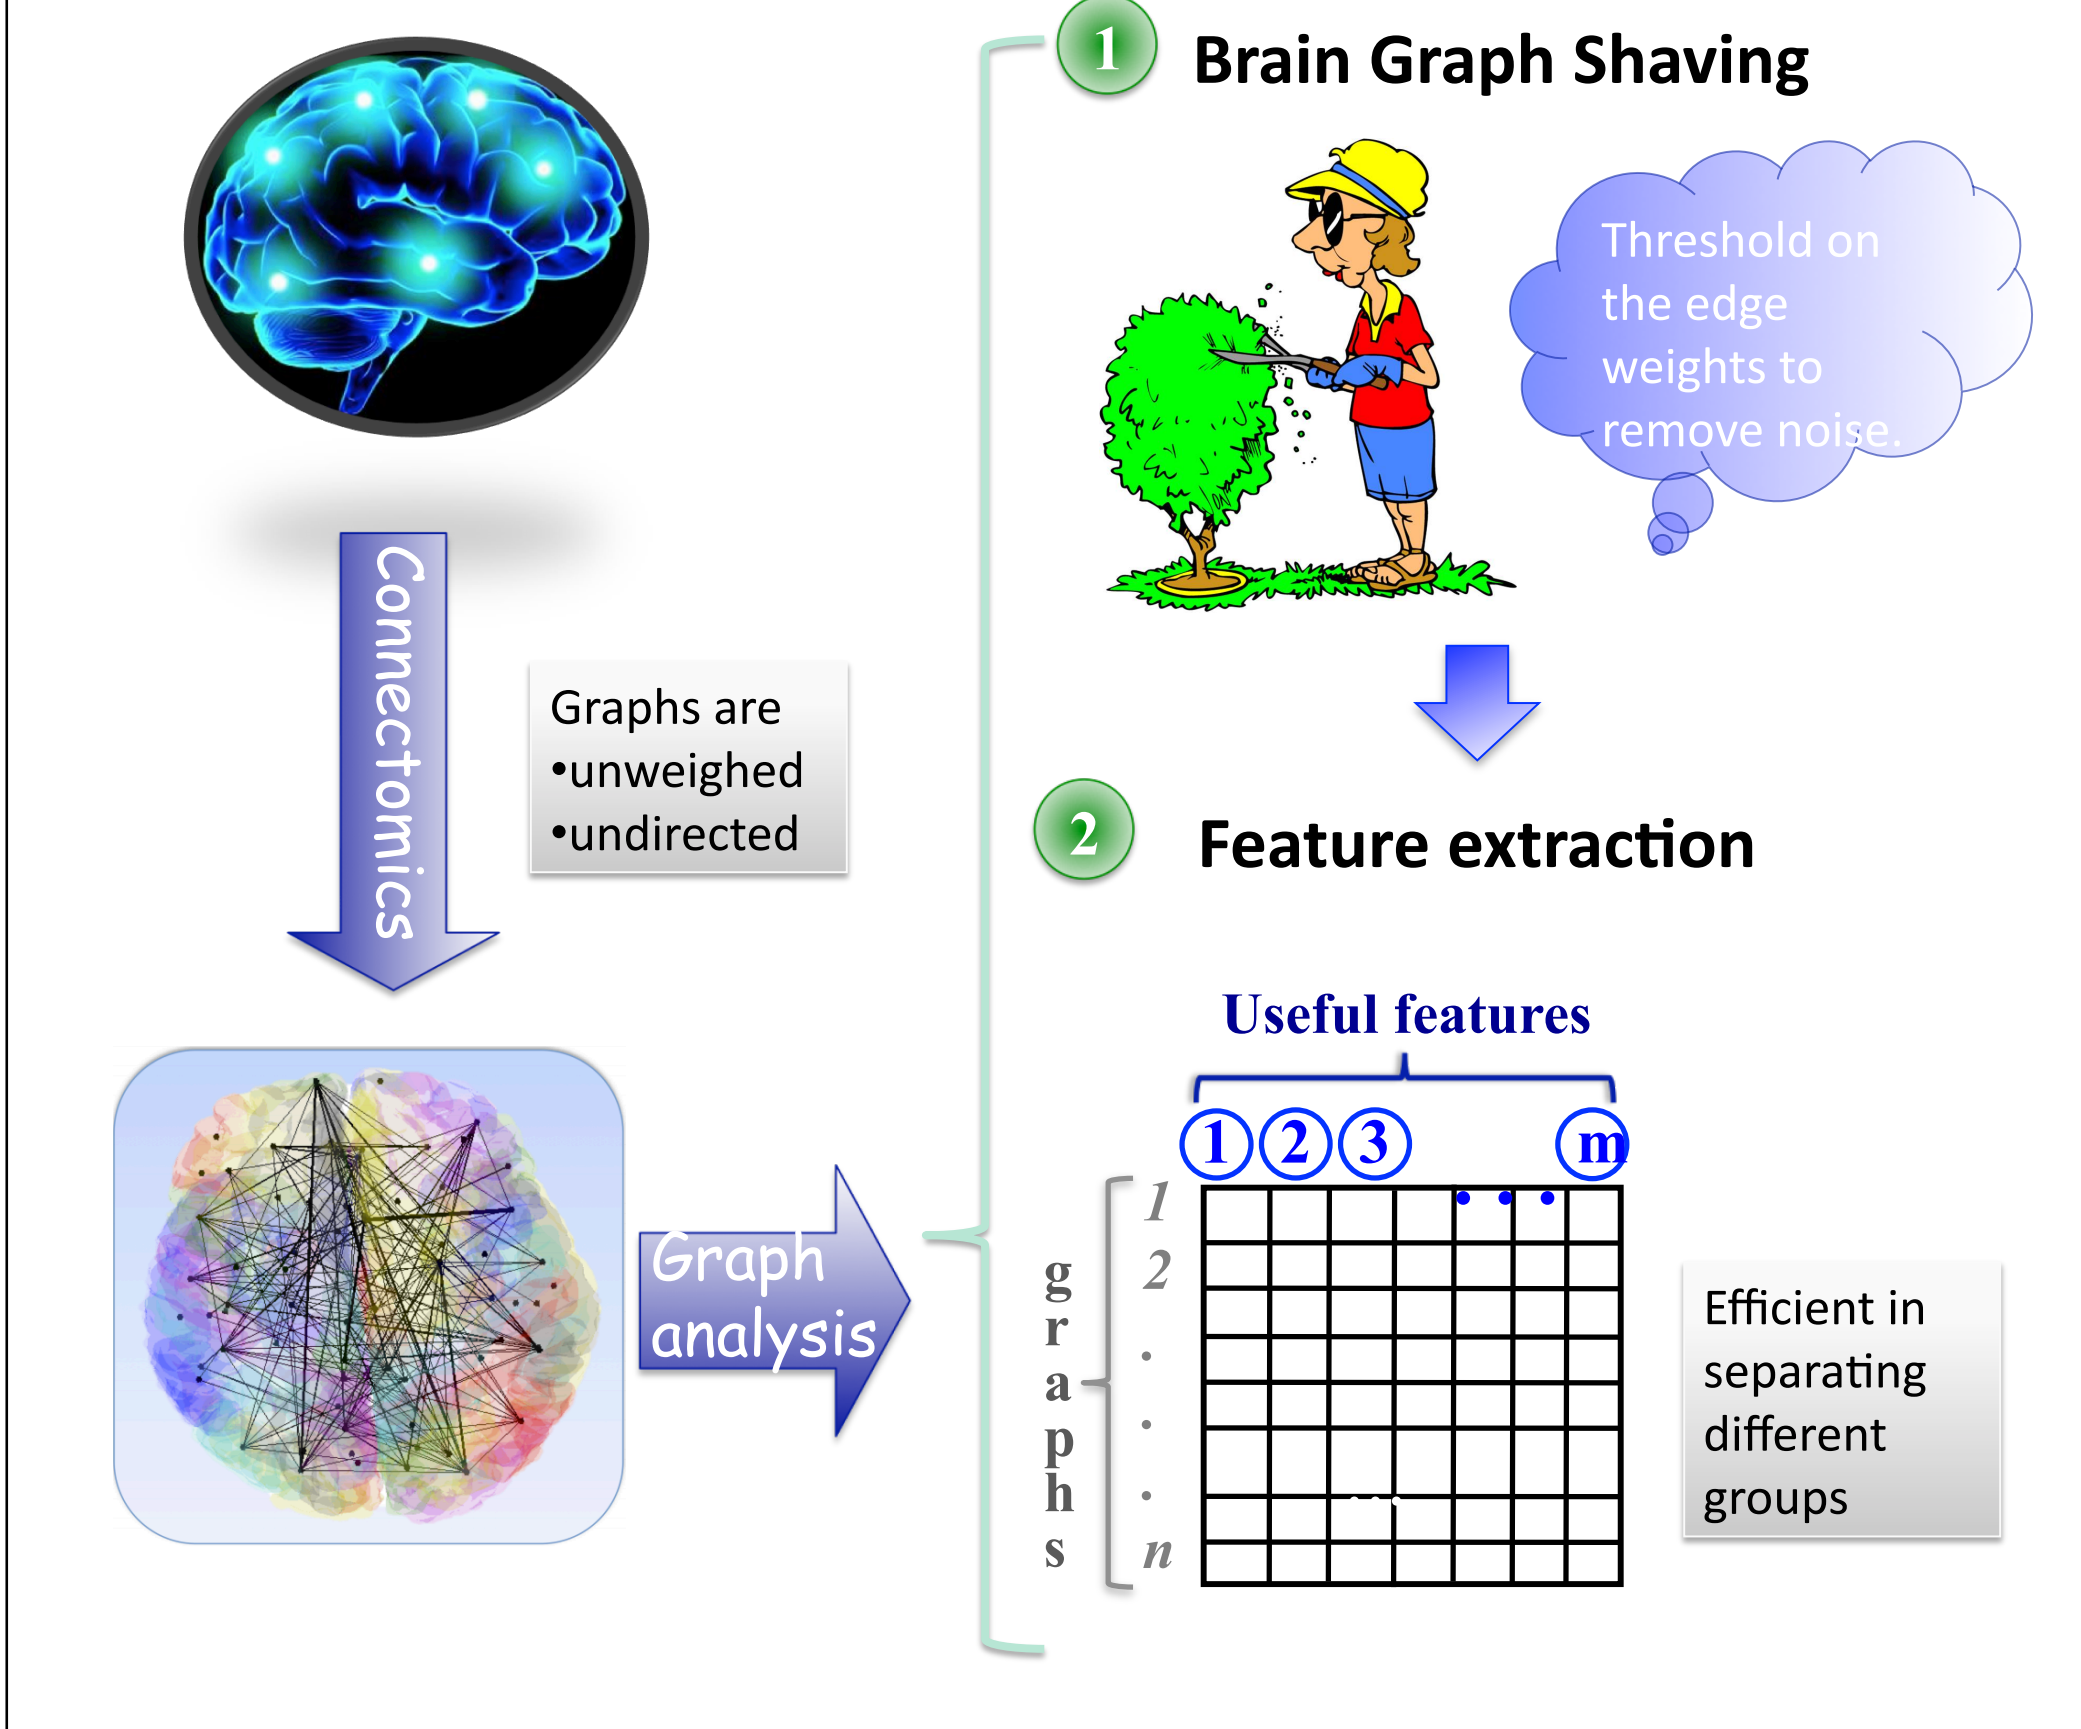 Connectomics
Graphs are
•unweighed
•undirected
Graph
analysis
1
Brain Graph Shaving
Threshold on
the edge
weights to
remove noise.
2
Feature extraction
Useful features
1 2 3 m
graphs
1
2
.
.
.
n
Efficient in
separating
different
groups